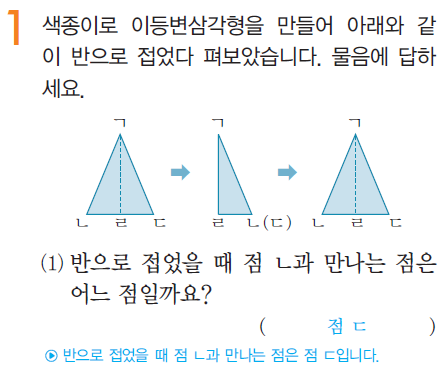 1 색종이로 이등변삼각형을 만들어 아래와 같
이 반으로 접었다 펴보았습니다. 물음에 답하
세요.
ㄱ ㄱ ㄱ
ㄴ ㄹ ㄷ ㄹ ㄴ(ㄷ) ㄴ ㄹ ㄷ
(1) 반으로 접었을 때 점 ㄴ과 만나는 점은
어느 점일까요?
( 점 ㄷ )
반으로 접었을 때 점 ㄴ과 만나는 점은 점 ㄷ입니다.